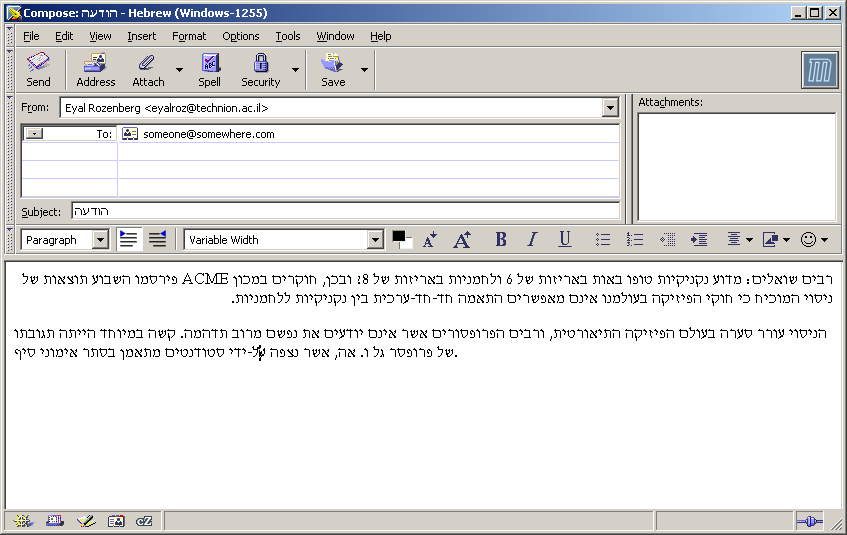 Compose: הודעה - Hebrew (Windows-1255)
File Edit View Insert Format Options Tools Window Help
Send Address Attach Spell Security Save
From: Eyal Rozenberg <eyalroz@technion.ac.il>
Attachments:
To: someone@somewhere.com
Subject: הודעה
Paragraph Variable Width
רבים שואלים: מדוע נקניקיות טופו באות באריזות של 6 ולחמניות באריזות של 8? ובכן, חוקרים במכון ACME פירסמו השבוע תוצאות של
ניסוי המוכיח כי חוקי הפיזיקה בעולמנו אינם מאפשרים התאמה חד-חד-ערכית בין נקניקיות ללחמניות.
הניסוי עורר סערה בעולם הפיזיקה התיאורטית, ורבים הפרופסורים אשר אינם יודעים את נפשם מרוב תדהמה. קשה במיוחד הייתה תגובתו
של פרופסר גל ו. אה, אשר נצפה על-ידי סטודנטים מתאמן בסתר אימוני סיף.